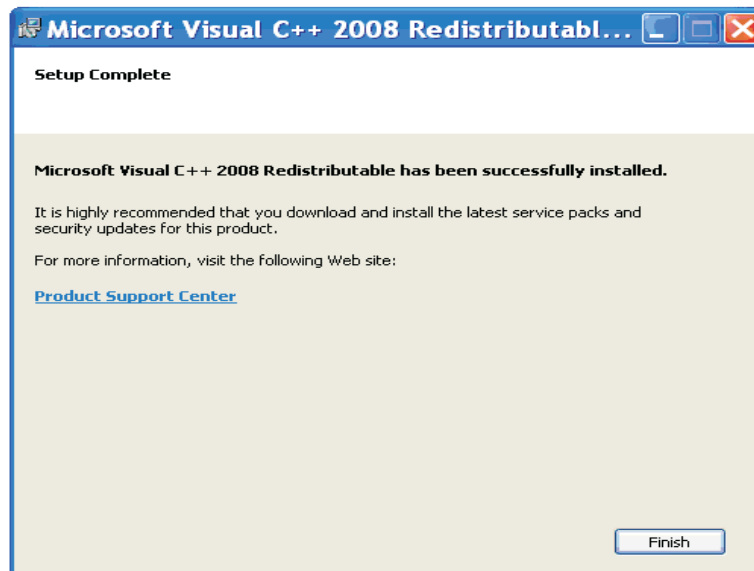 Microsoft Visual C++ 2008 Redistributabl...
Setup Complete
Microsoft Visual C++ 2008 Redistributable has been successfully installed.
It is highly recommended that you download and install the latest service packs and
security updates for this product.
For more information, visit the following Web site:
Product Support Center
Finish